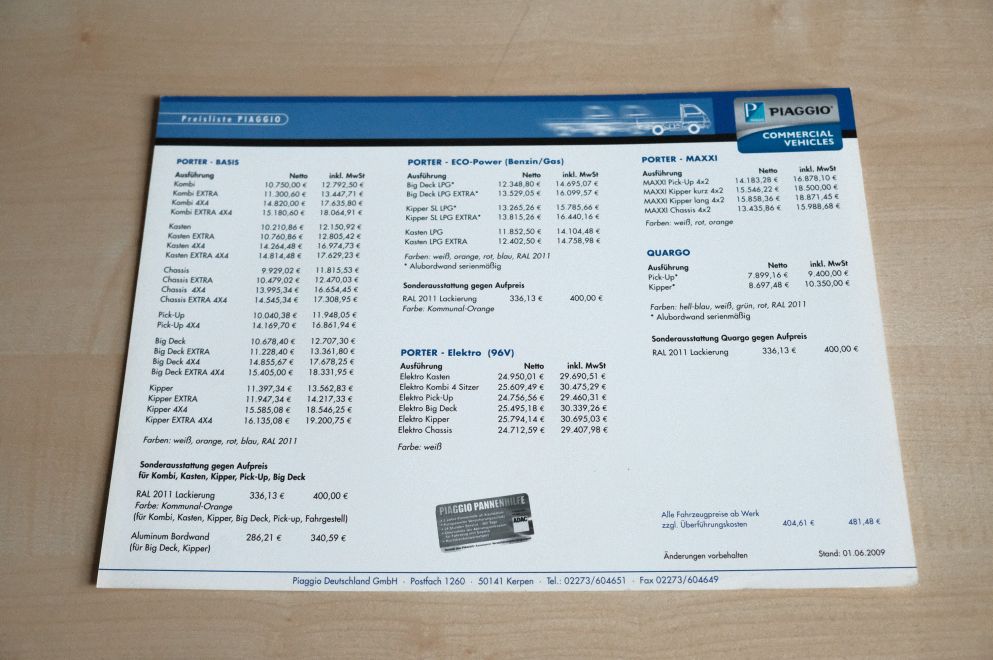 Preisliste PIAGGIO
PIAGGIO
COMMERCIAL
VEHICLES
PORTER - BASIS
Ausführung Netto inkl. MwSt
Kombi 10.750,00 € 12.792,50 €
Kombi EXTRA 11.300,60 € 13.447,71 €
Kombi 4X4 14.820,00 € 17.635,80 €
Kombi EXTRA 4X4 15.180,60 € 18.064,91 €
Kasten 10.210,86 € 12.150,92 €
Kasten EXTRA 10.760,86 € 12.805,42 €
Kasten 4X4 14.264,48 € 16.974,73 €
Kasten EXTRA 4X4 14.814,48 € 17.629,23 €
Chassis 9.929,02 € 11.815,53 €
Chassis EXTRA 10.479,02 € 12.470,03 €
Chassis 4X4 13.995,34 € 16.654,45 €
Chassis EXTRA 4X4 14.545,34 € 17.308,95 €
Pick-Up 10.040,38 € 11.948,05 €
Pick-Up 4X4 14.169,70 € 16.861,94 €
Big Deck 10.678,40 € 12.707,30 €
Big Deck EXTRA 11.228,40 € 13.361,80 €
Big Deck 4X4 14.855,67 € 17.678,25 €
Big Deck EXTRA 4X4 15.405,00 € 18.331,95 €
Kipper 11.397,34 € 13.562,83 €
Kipper EXTRA 11.947,34 € 14.217,33 €
Kipper 4X4 15.585,08 € 18.546,25 €
Kipper EXTRA 4X4 16.135,08 € 19.200,75 €
Farben: weiß, orange, rot, blau, RAL 2011
Sonderausstattung gegen Aufpreis
für Kombi, Kasten, Kipper, Pick-Up, Big Deck
RAL 2011 Lackierung 336,13 € 400,00 €
Farbe: Kommunal-Orange
(für Kombi, Kasten, Kipper, Big Deck, Pick-up, Fahrgestell)
Aluminum Bordwand 286,21 € 340,59 €
(für Big Deck, Kipper)
PORTER - ECO-Power (Benzin/Gas)
Ausführung Netto inkl. MwSt
Big Deck LPG* 12.348,80 € 14.695,07 €
Big Deck LPG EXTRA* 13.529,05 € 16.099,57 €
Kipper SL LPG* 13.265,26 € 15.785,66 €
Kipper SL LPG EXTRA* 13.815,26 € 16.440,16 €
Kasten LPG 11.852,50 € 14.104,48 €
Kasten LPG EXTRA 12.402,50 € 14.758,98 €
Farben: weiß, orange, rot, blau, RAL 2011
* Alubordwand serienmäßig
Sonderausstattung gegen Aufpreis
RAL 2011 Lackierung 336,13 € 400,00 €
Farbe: Kommunal-Orange
PORTER - Elektro (96V)
Ausführung Netto inkl. MwSt
Elektro Kasten 24.950,01 € 29.690,51 €
Elektro Kombi 4 Sitzer 25.609,49 € 30.475,29 €
Elektro Pick-Up 24.756,56 € 29.460,31 €
Elektro Big Deck 25.495,18 € 30.339,26 €
Elektro Kipper 25.794,14 € 30.695,03 €
Elektro Chassis 24.712,59 € 29.407,98 €
Farbe: weiß
PIAGGIO PANNENHILFE
ADAC
PORTER - MAXXI
Ausführung Netto inkl. MwSt
MAXXI Pick-Up 4x2 14.183,28 € 16.878,10 €
MAXXI Kipper kurz 4x2 15.546,22 € 18.500,00 €
MAXXI Kipper lang 4x2 15.858,36 € 18.871,45 €
MAXXI Chassis 4x2 13.435,86 € 15.988,68 €
Farben: weiß, rot, orange
QUARGO
Ausführung Netto inkl. MwSt
Pick-Up* 7.899,16 € 9.400,00 €
Kipper* 8.697,48 € 10.350,00 €
Farben: hell-blau, weiß, grün, rot, RAL 2011
* Alubordwand serienmäßig
Sonderausstattung Quargo gegen Aufpreis
RAL 2011 Lackierung 336,13 € 400,00 €
Alle Fahrzeugpreise ab Werk
zzgl. Überführungskosten 404,61 € 481,48 €
Änderungen vorbehalten Stand: 01.06.2009
Piaggio Deutschland GmbH · Postfach 1260 · 50141 Kerpen · Tel.: 02273/604651 · Fax 02273/604649